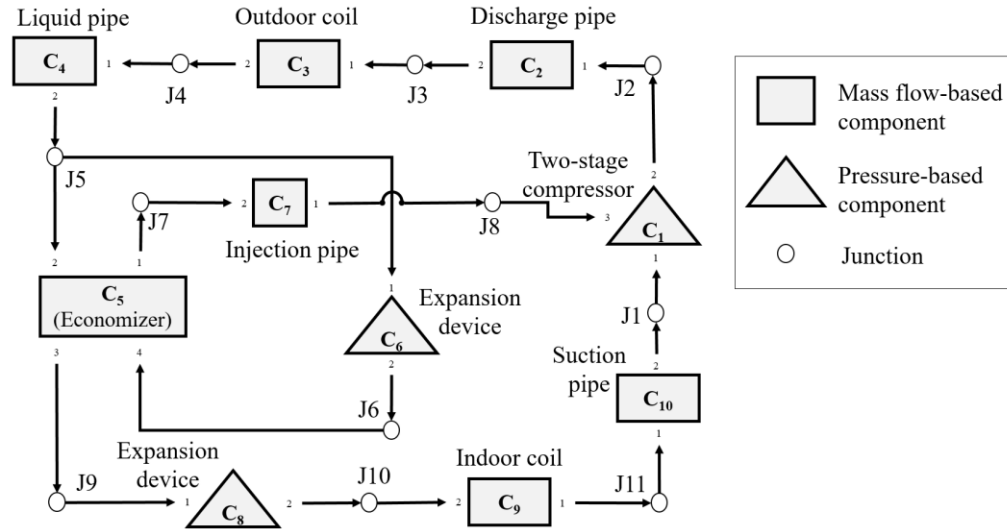 Liquid pipe
Outdoor coil
Discharge pipe
C4
1
2
J4
2
C3
1
J3
2
C2
1
J2
Mass flow-based
component
Pressure-based
component
Junction
J5
Two-stage
compressor
2
C1
3
1
J7
2
C7
1
J8
Injection pipe
2
1
C5
(Economizer)
3
4
1
C6
2
Expansion
device
J6
J1
Suction
pipe
2
C10
1
J9
Expansion
device
1
C8
2
J10
Indoor coil
2
C9
1
J11